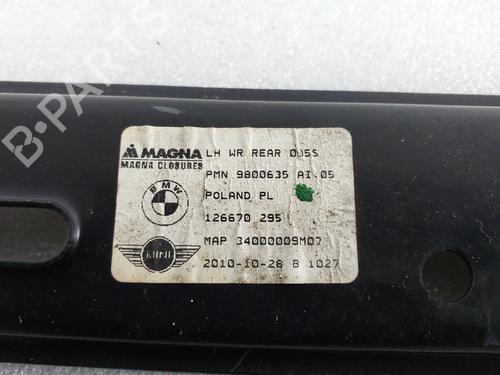 MAGNA
MAGNA CLOSURES
LH WR REAR 0J5S
PMN 9800635 AI 05
BMW
POLAND PL
126670 295
MAP 34000009M07
MINI
2010-10-28 B 1027
B-PARTS